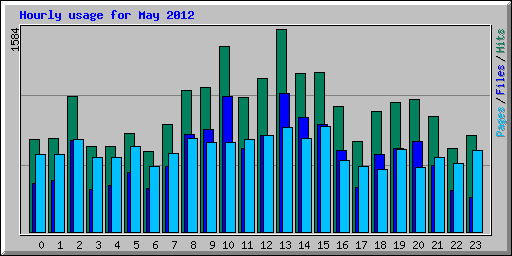 Hourly usage for May 2012
1584
Pages/Files/Hits
0 1 2 3 4 5 6 7 8 9 10 11 12 13 14 15 16 17 18 19 20 21 22 23